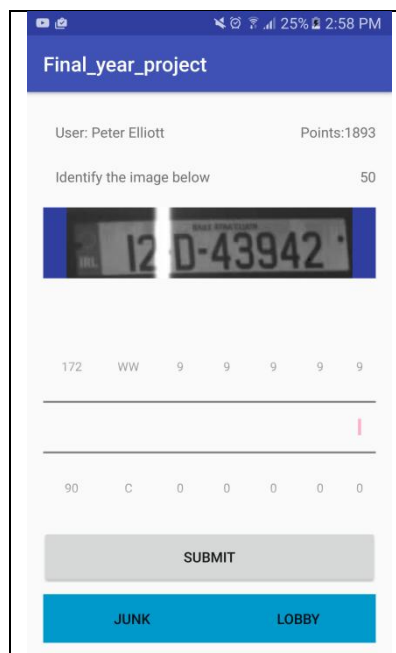 25% 2:58 PM
Final_year_project
User: Peter Elliott Points:1893
Identify the image below 50
IRL 12-D-43942
172 WW 9 9 9 9 9
90 C 0 0 0 0 0
SUBMIT
JUNK LOBBY